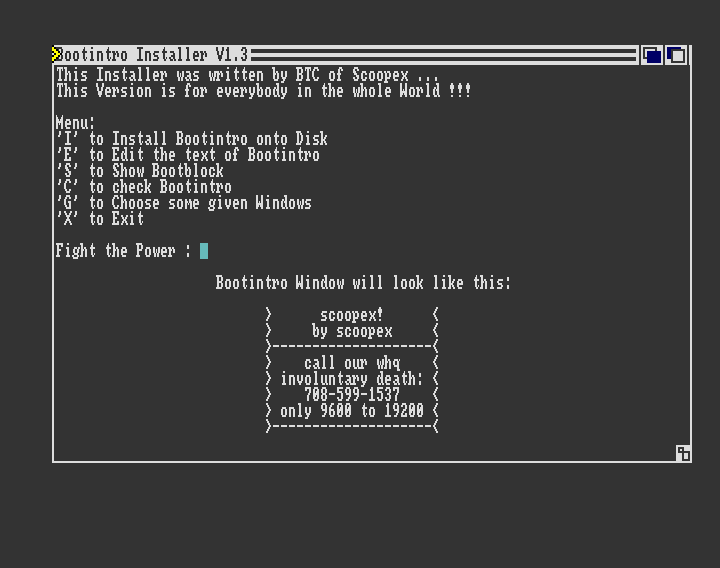 Bootintro Installer V1.3
This Installer was written by BTC of Scoopex ...
This Version is for everybody in the whole World !!!
Menu:
'I' to Install Bootintro onto Disk
'E' to Edit the text of Bootintro
'S' to Show Bootblock
'C' to check Bootintro
'G' to Choose some given Windows
'X' to Exit
Fight the Power :
Bootintro Window will look like this:
> scoopex! <
> by scoopex <
>--------------------<
> call our whq <
> involuntary death: <
> 708-599-1537 <
> only 9600 to 19200 <
>--------------------<